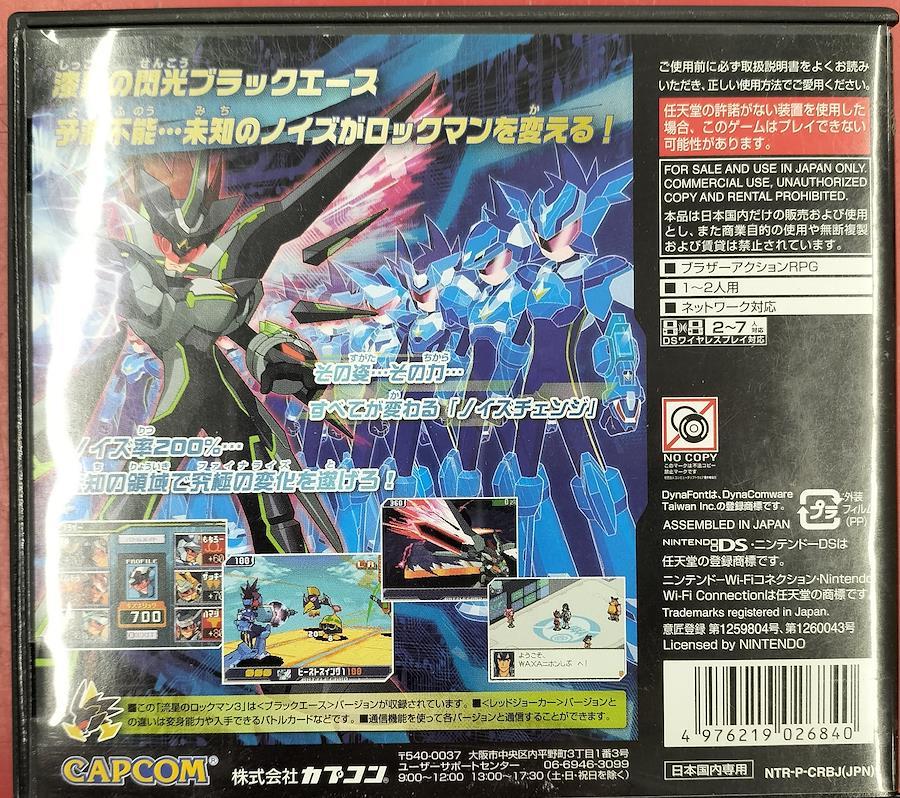 漆 の閃光ブラックエース
予 不能…未知のノイズがロックマンを変える！
その姿…その力…
すべてが変わる「ノイズチェンジ」
ノイズ率200%…
知の領域で究極の変化を遂げろ！
PROFILE
700
100
ビーストスイング1 100
ようこそ、
WAXAニホンしぶ へ!
■この「流星のロックマン3」は<ブラックエース>バージョンが収録されています。■<レッドジョーカー>バージョンと
の違いは変身能力や入手できるバトルカードなどです。■通信機能を使って各バージョンと通信することができます。
CAPCOM®
株式会社カプコン
〒540-0037 大阪市中央区内平野町3丁目1番3号
ユーザーサポートセンター 06-6946-3099
9:00〜12:00 13:00〜17:30 (土・日・祝日を除く)
ご使用前に必ず取扱説明書をよくお読み
いただき、正しい使用方法でご愛用ください。
任天堂の許諾がない装置を使用した
場合、このゲームはプレイできない
可能性があります。
FOR SALE AND USE IN JAPAN ONLY.
COMMERCIAL USE, UNAUTHORIZED
COPY AND RENTAL PROHIBITED.
本品は日本国内だけの販売および使用
とし、また商業目的の使用や無断複製
および賃貸は禁止されています。
■ ブラザーアクションRPG
■ 1〜2人用
■ ネットワーク対応
2〜7人対応
DSワイヤレスプレイ対応
NO COPY
このマークは不法コピー
禁止マークです
DynaFontは、DynaComware
Taiwan Inc.の登録商標です。
プラ
外装
フィルム
(PP)
ASSEMBLED IN JAPAN
NINTENDO DS・ニンテンドーDSは
任天堂の登録商標です。
ニンテンドーWi-Fiコネクション・Nintendo
Wi-Fi Connectionは任天堂の商標です。
Trademarks registered in Japan.
意匠登録 第1259804号、第1260043号
Licensed by NINTENDO
4 976219 026840
日本国内専用
NTR-P-CRBJ(JPN)